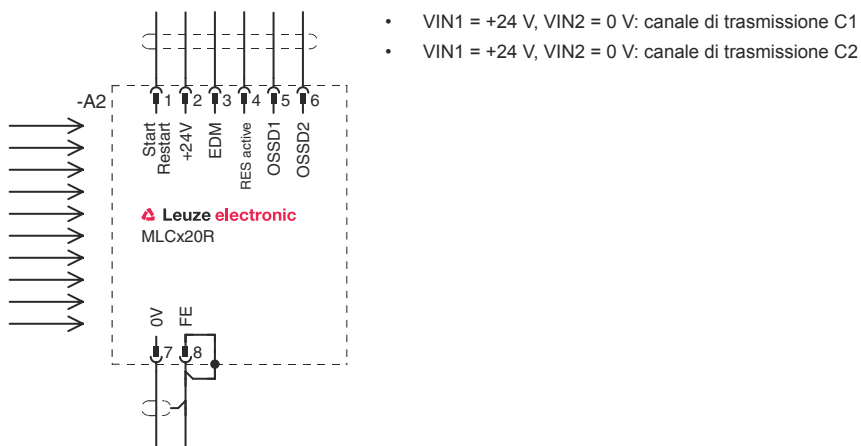 • VIN1 = +24 V, VIN2 = 0 V: canale di trasmissione C1
• VIN1 = +24 V, VIN2 = 0 V: canale di trasmissione C2
-A2
1 2 3 4 5 6
Start
Restart
+24V
EDM
RES active
OSSD1
OSSD2
Leuze electronic
MLCx20R
0V
FE
7 8